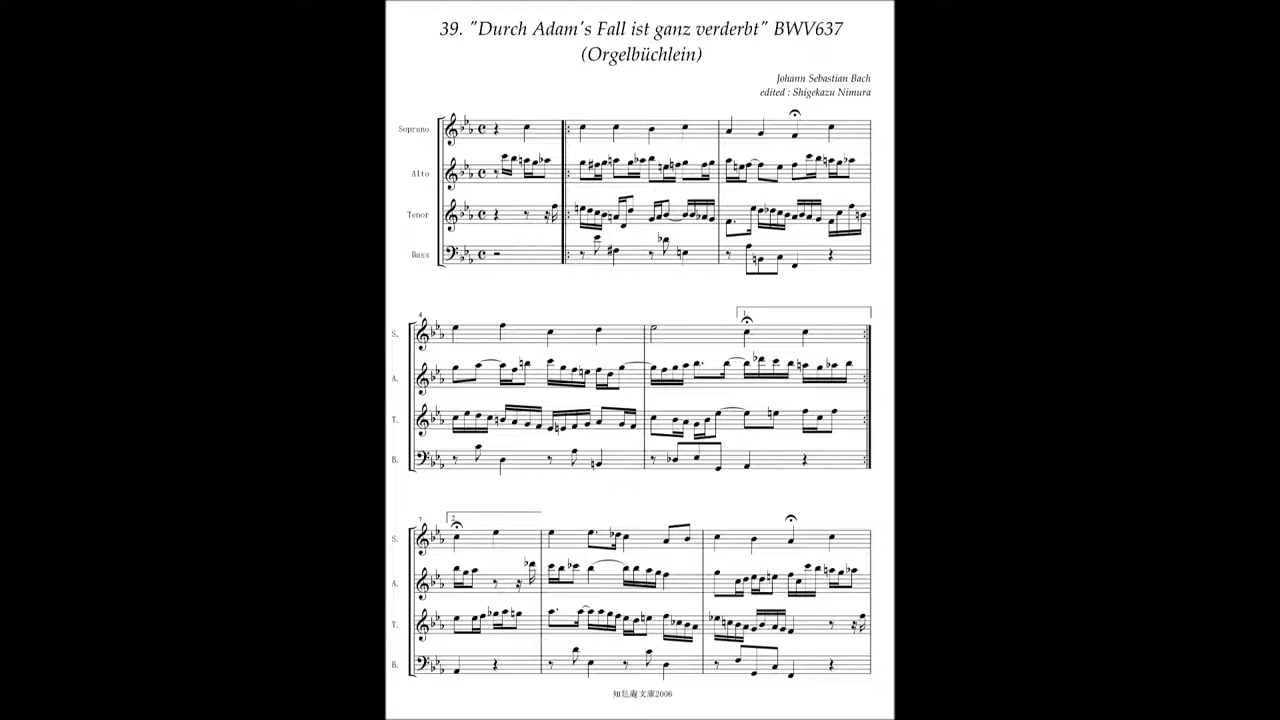 39. "Durch Adam's Fall ist ganz verderbt" BWV637
(Orgelbüchlein)
Johann Sebastian Bach
edited : Shigekazu Nimura
Soprano
Alto
Tenor
Bass
4
1.
S.
A.
T.
B.
7
2.
S.
A.
T.
B.
知足庵文庫2006